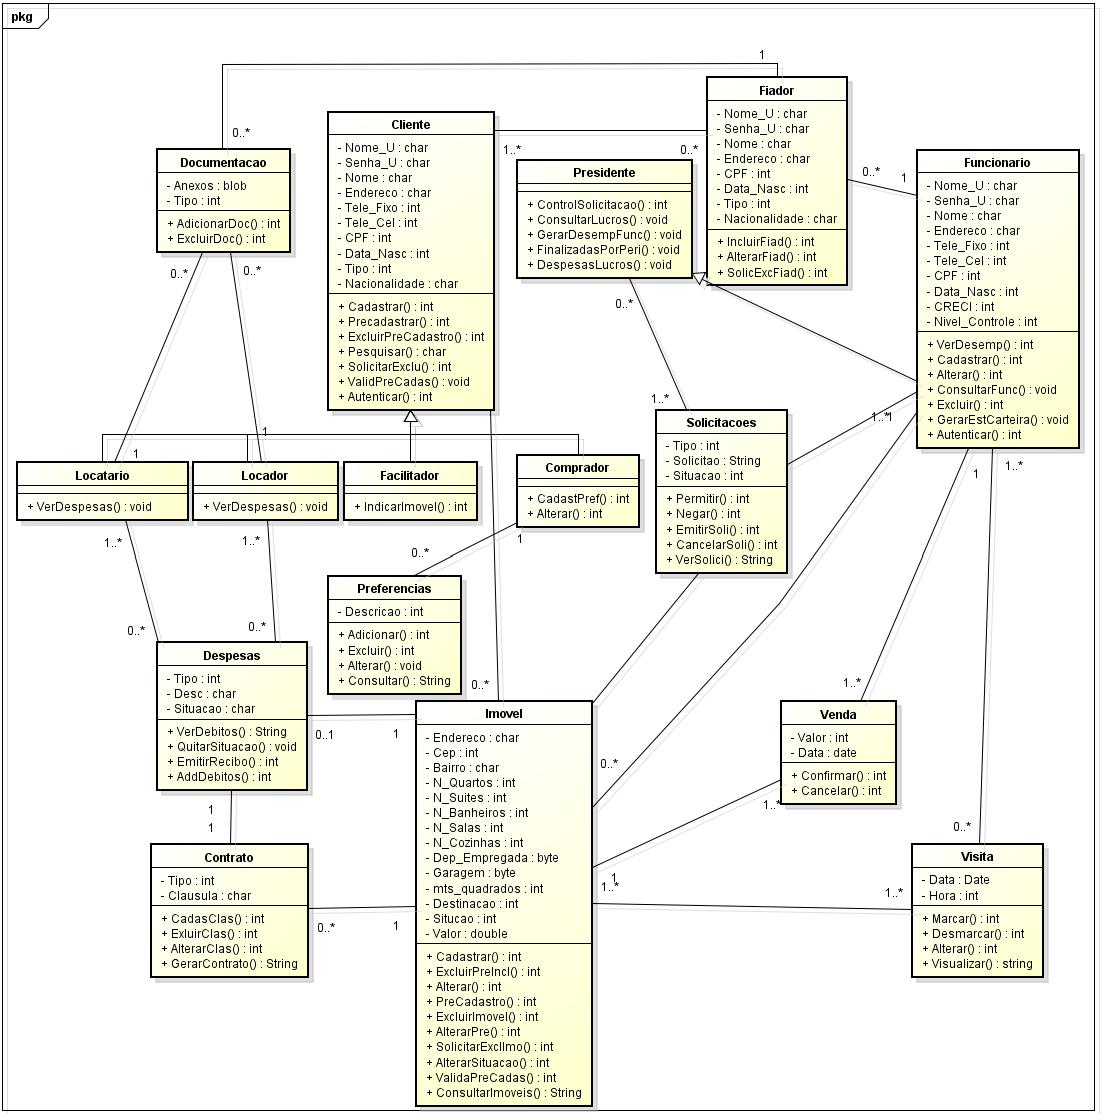 pkg
1
0..*
Documentacao
- Anexos : blob
- Tipo : int
+ AdicionarDoc() : int
+ ExcluirDoc() : int
0..*
0..*
Cliente
- Nome_U : char
- Senha_U : char
- Nome : char
- Endereco : char
- Tele_Fixo : int
- Tele_Cel : int
- CPF : int
- Data_Nasc : int
- Tipo : int
- Nacionalidade : char
+ Cadastrar() : int
+ Precadastrar() : int
+ ExcluirPreCadastro() : int
+ Pesquisar() : char
+ SolicitarExclu() : int
+ ValidPreCadas() : void
+ Autenticar() : int
1..*
0..*
Presidente
+ ControlSolicitacao() : int
+ ConsultarLucros() : void
+ GerarDesempFunc() : void
+ FinalizadasPorPeri() : void
+ DespesasLucros() : void
0..*
Fiador
- Nome_U : char
- Senha_U : char
- Nome : char
- Endereco : char
- CPF : int
- Data_Nasc : int
- Tipo : int
- Nacionalidade : char
+ IncluirFiad() : int
+ AlterarFiad() : int
+ SolicExcFiad() : int
0..*
1
Funcionario
- Nome_U : char
- Senha_U : char
- Nome : char
- Endereco : char
- Tele_Fixo : int
- Tele_Cel : int
- CPF : int
- Data_Nasc : int
- CRECI : int
- Nivel_Controle : int
+ VerDesemp() : int
+ Cadastrar() : int
+ Alterar() : int
+ ConsultarFunc() : void
+ Excluir() : int
+ GerarEstCarteira() : void
+ Autenticar() : int
1..*
1..*
1
1
1..*
1
1
Locatario
+ VerDespesas() : void
Locador
+ VerDespesas() : void
Facilitador
+ IndicarImovel() : int
Comprador
+ CadastPref() : int
+ Alterar() : int
Solicitacoes
- Tipo : int
- Solicitao : String
- Situacao : int
+ Permitir() : int
+ Negar() : int
+ EmitirSoli() : int
+ CancelarSoli() : int
+ VerSolici() : String
1..*
1..*
0..*
1
Preferencias
- Descricao : int
+ Adicionar() : int
+ Excluir() : int
+ Alterar() : void
+ Consultar() : String
0..*
0..*
Despesas
- Tipo : int
- Desc : char
- Situacao : char
+ VerDebitos() : String
+ QuitarSituacao() : void
+ EmitirRecibo() : int
+ AddDebitos() : int
0..1
1
1
1
0..*
Imovel
- Endereco : char
- Cep : int
- Bairro : char
- N_Quartos : int
- N_Suites : int
- N_Banheiros : int
- N_Salas : int
- N_Cozinhas : int
- Dep_Empregada : byte
- Garagem : byte
- mts_quadrados : int
- Destinacao : int
- Situcao : int
- Valor : double
+ Cadastrar() : int
+ ExcluirPreIncl() : int
+ Alterar() : int
+ PreCadastro() : int
+ ExcluirImovel() : int
+ AlterarPre() : int
+ SolicitarExclImo() : int
+ AlterarSituacao() : int
+ ValidaPreCadas() : int
+ ConsultarImoveis() : String
0..*
1..*
Venda
- Valor : int
- Data : date
+ Confirmar() : int
+ Cancelar() : int
1..*
1
1..*
0..*
1..*
Contrato
- Tipo : int
- Clausula : char
+ CadasClas() : int
+ ExluirClas() : int
+ AlterarClas() : int
+ GerarContrato() : String
0..*
1
Visita
- Data : Date
- Hora : int
+ Marcar() : int
+ Desmarcar() : int
+ Alterar() : int
+ Visualizar() : string